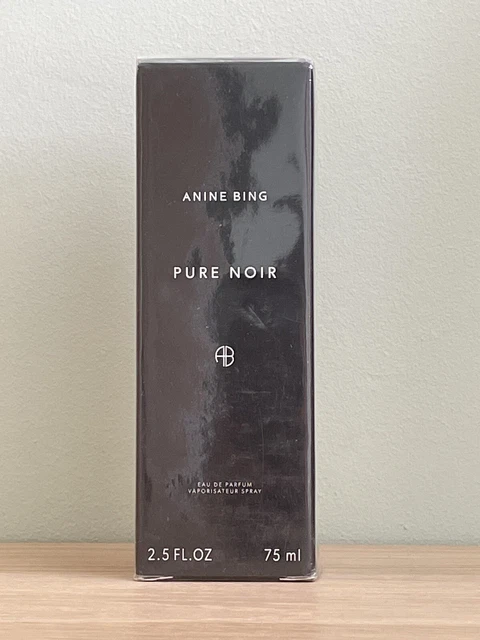 ANINE BING
PURE NOIR
AB
EAU DE PARFUM
VAPORISATEUR SPRAY
2.5 FL.OZ 75 ml